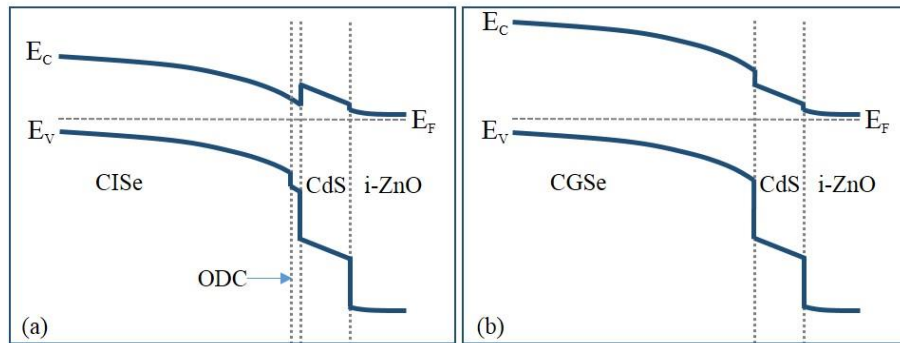 E_C
E_F
E_V
CISe
CdS
i-ZnO
ODC
(a)
E_C
E_F
E_V
CGSe
CdS
i-ZnO
(b)